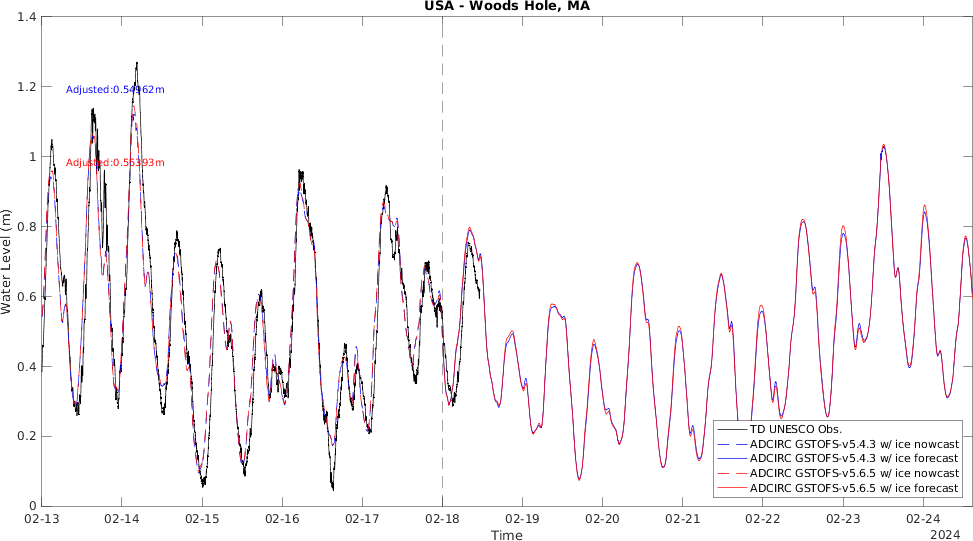 USA - Woods Hole, MA
1.4
1.2
1
0.8
0.6
0.4
0.2
0
Water Level (m)
Adjusted:0.54962m
Adjusted:0.55393m
TD UNESCO Obs.
ADCIRC GSTOFS-v5.4.3 w/ ice nowcast
ADCIRC GSTOFS-v5.4.3 w/ ice forecast
ADCIRC GSTOFS-v5.6.5 w/ ice nowcast
ADCIRC GSTOFS-v5.6.5 w/ ice forecast
02-13 02-14 02-15 02-16 02-17 02-18 02-19 02-20 02-21 02-22 02-23 02-24
Time
2024